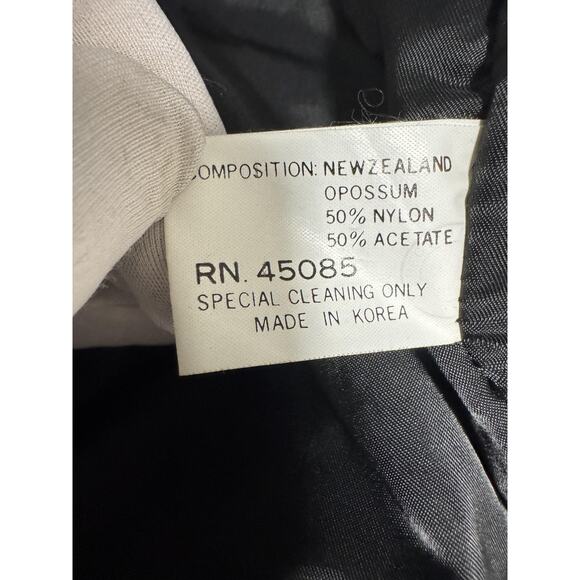 COMPOSITION: NEWZEALAND
OPOSSUM
50% NYLON
50% ACETATE
RN. 45085
SPECIAL CLEANING ONLY
MADE IN KOREA